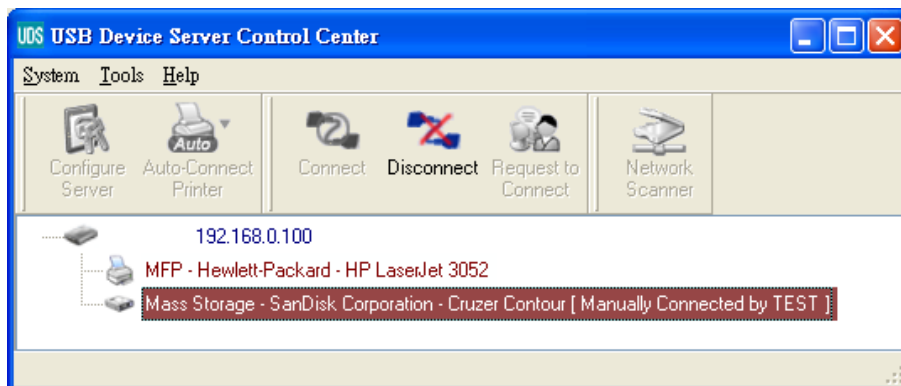 UDS USB Device Server Control Center
System Tools Help
Auto
Configure Server
Auto-Connect Printer
Connect
Disconnect
Request to Connect
Network Scanner
192.168.0.100
MFP - Hewlett-Packard - HP LaserJet 3052
Mass Storage - SanDisk Corporation - Cruzer Contour [ Manually Connected by TEST ]